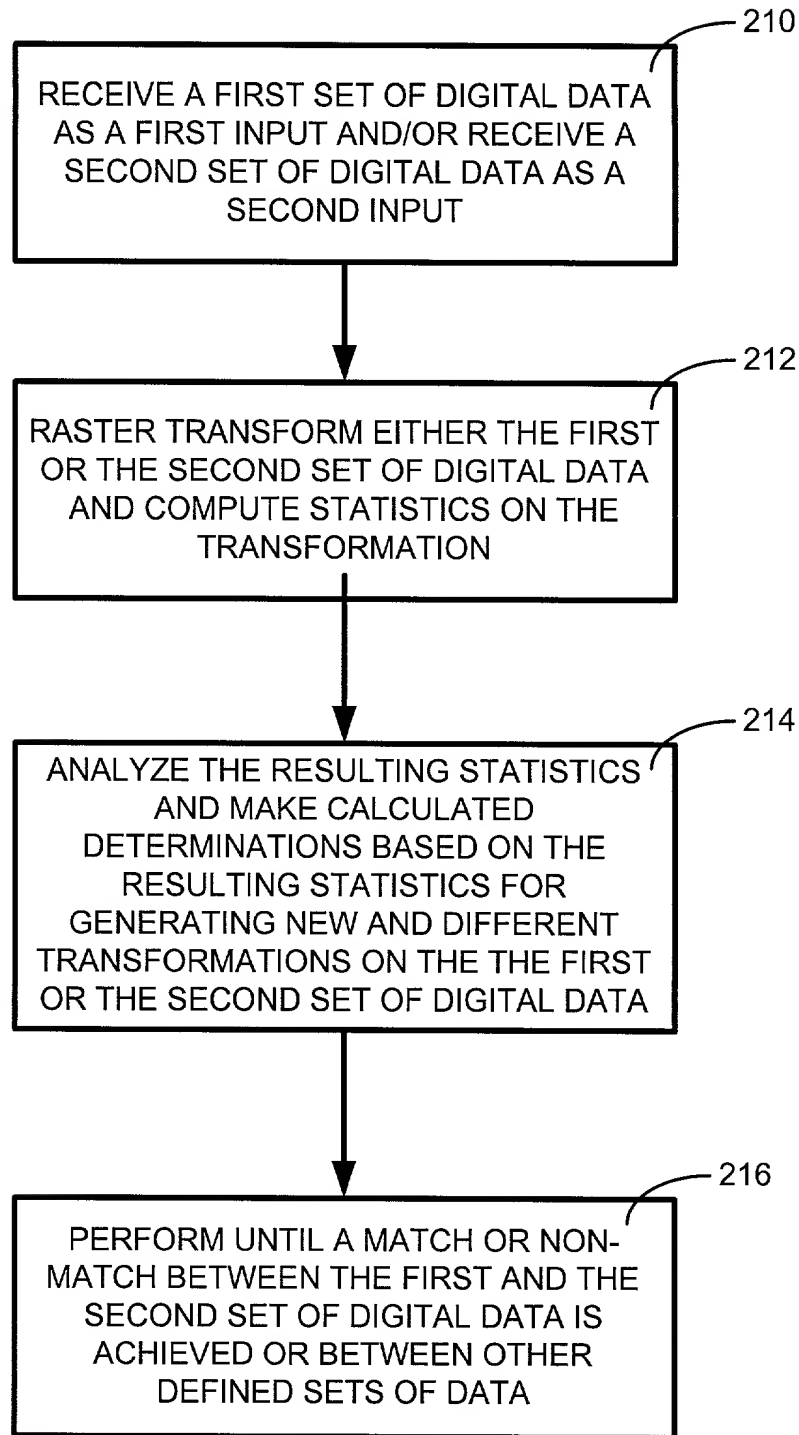 210
RECEIVE A FIRST SET OF DIGITAL DATA
AS A FIRST INPUT AND/OR RECEIVE A
SECOND SET OF DIGITAL DATA AS A
SECOND INPUT
212
RASTER TRANSFORM EITHER THE FIRST
OR THE SECOND SET OF DIGITAL DATA
AND COMPUTE STATISTICS ON THE
TRANSFORMATION
214
ANALYZE THE RESULTING STATISTICS
AND MAKE CALCULATED
DETERMINATIONS BASED ON THE
RESULTING STATISTICS FOR
GENERATING NEW AND DIFFERENT
TRANSFORMATIONS ON THE THE FIRST
OR THE SECOND SET OF DIGITAL DATA
216
PERFORM UNTIL A MATCH OR NON-
MATCH BETWEEN THE FIRST AND THE
SECOND SET OF DIGITAL DATA IS
ACHIEVED OR BETWEEN OTHER
DEFINED SETS OF DATA